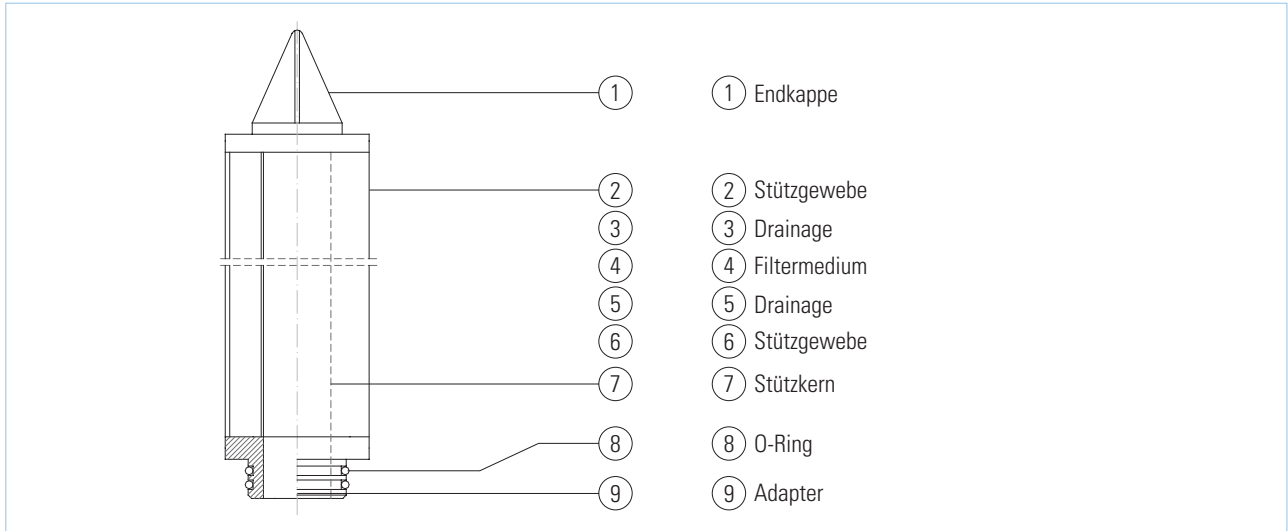 1 1 Endkappe
2 2 Stützgewebe
3 3 Drainage
4 4 Filtermedium
5 5 Drainage
6 6 Stützgewebe
7 7 Stützkern
8 8 O-Ring
9 9 Adapter